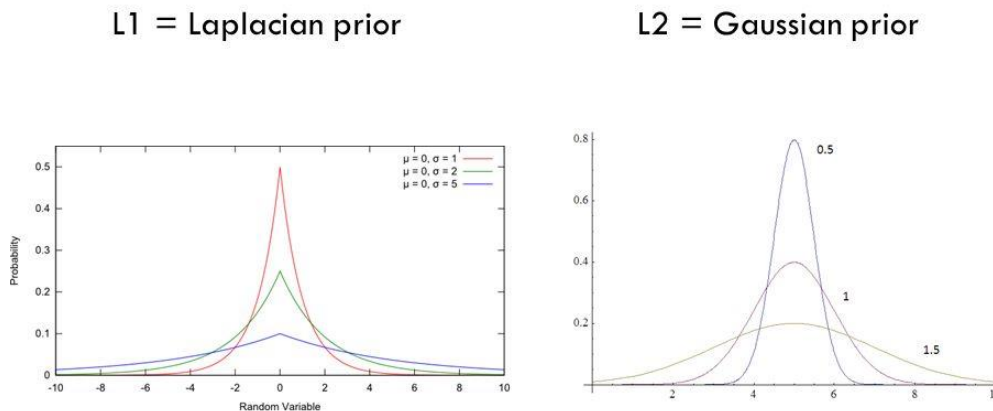 L1 = Laplacian prior
L2 = Gaussian prior
μ = 0, σ = 1
μ = 0, σ = 2
μ = 0, σ = 5
0.5
0.4
0.3
0.2
0.1
0
-10 -8 -6 -4 -2 0 2 4 6 8 10
Probability
Random Variable
0.8
0.6
0.4
0.2
0.5
1
1.5
2 4 6 8